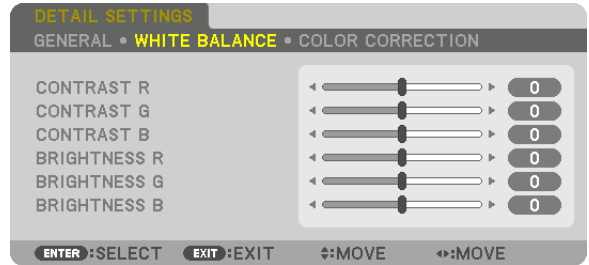 DETAIL SETTINGS
GENERAL • WHITE BALANCE • COLOR CORRECTION
CONTRAST R 0
CONTRAST G 0
CONTRAST B 0
BRIGHTNESS R 0
BRIGHTNESS G 0
BRIGHTNESS B 0
ENTER :SELECT EXIT :EXIT :MOVE :MOVE